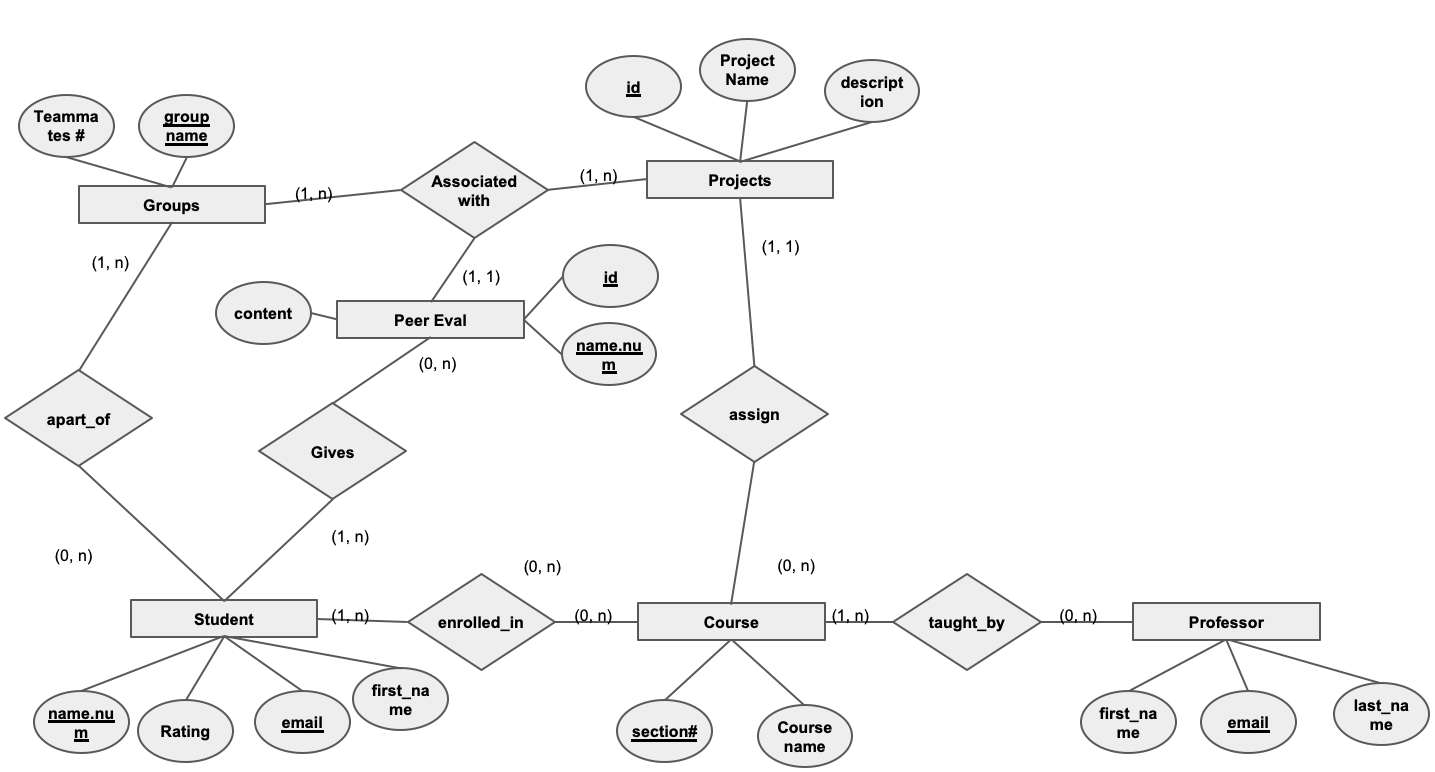 Project
Name
id
descript
ion
Teamma
tes #
group
name
Associated
with
(1, n)
Projects
(1, n)
Groups
(1, 1)
(1, n)
(1, 1)
id
content
Peer Eval
name.nu
m
(0, n)
apart_of
assign
Gives
(1, n)
(0, n)
(0, n)
(0, n)
Student
(1, n)
enrolled_in
(0, n)
Course
(1, n)
taught_by
(0, n)
Professor
name.nu
m
Rating
email
first_na
me
section#
Course
name
first_na
me
email
last_na
me